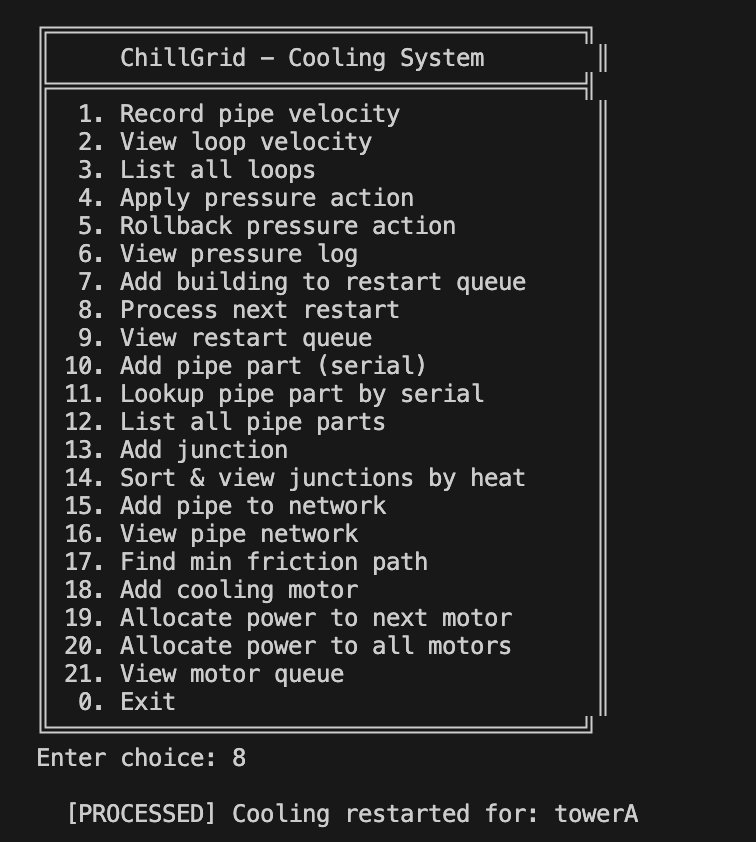 ChillGrid – Cooling System
1. Record pipe velocity
2. View loop velocity
3. List all loops
4. Apply pressure action
5. Rollback pressure action
6. View pressure log
7. Add building to restart queue
8. Process next restart
9. View restart queue
10. Add pipe part (serial)
11. Lookup pipe part by serial
12. List all pipe parts
13. Add junction
14. Sort & view junctions by heat
15. Add pipe to network
16. View pipe network
17. Find min friction path
18. Add cooling motor
19. Allocate power to next motor
20. Allocate power to all motors
21. View motor queue
0. Exit
Enter choice: 8
[PROCESSED] Cooling restarted for: towerA